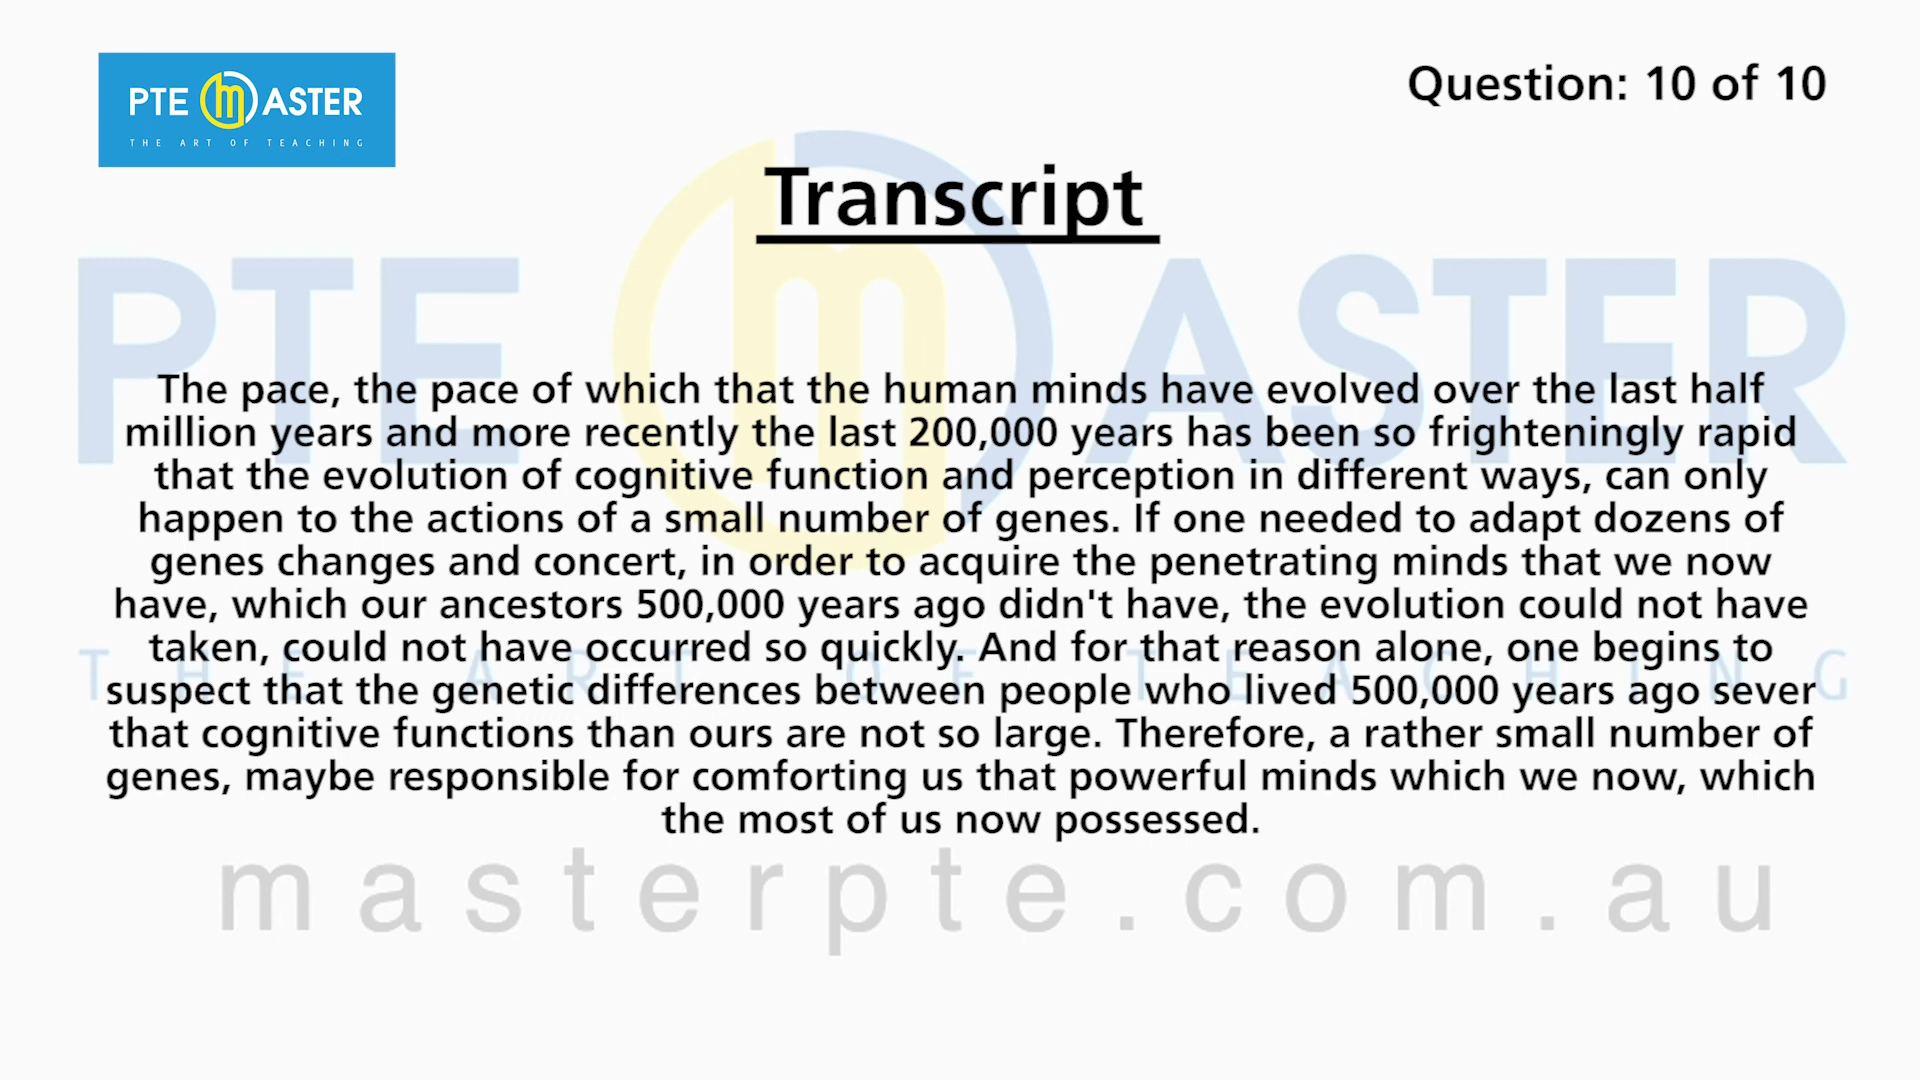 PTE MASTER
THE ART OF TEACHING
Question: 10 of 10
Transcript
PTE MASTER
The pace, the pace of which that the human minds have evolved over the last half
million years and more recently the last 200,000 years has been so frighteningly rapid
that the evolution of cognitive function and perception in different ways, can only
happen to the actions of a small number of genes. If one needed to adapt dozens of
genes changes and concert, in order to acquire the penetrating minds that we now
have, which our ancestors 500,000 years ago didn't have, the evolution could not have
taken, could not have occurred so quickly. And for that reason alone, one begins to
THE ART OF TEACHING
suspect that the genetic differences between people who lived 500,000 years ago sever
that cognitive functions than ours are not so large. Therefore, a rather small number of
genes, maybe responsible for comforting us that powerful minds which we now, which
the most of us now possessed.
masterpte.com.au